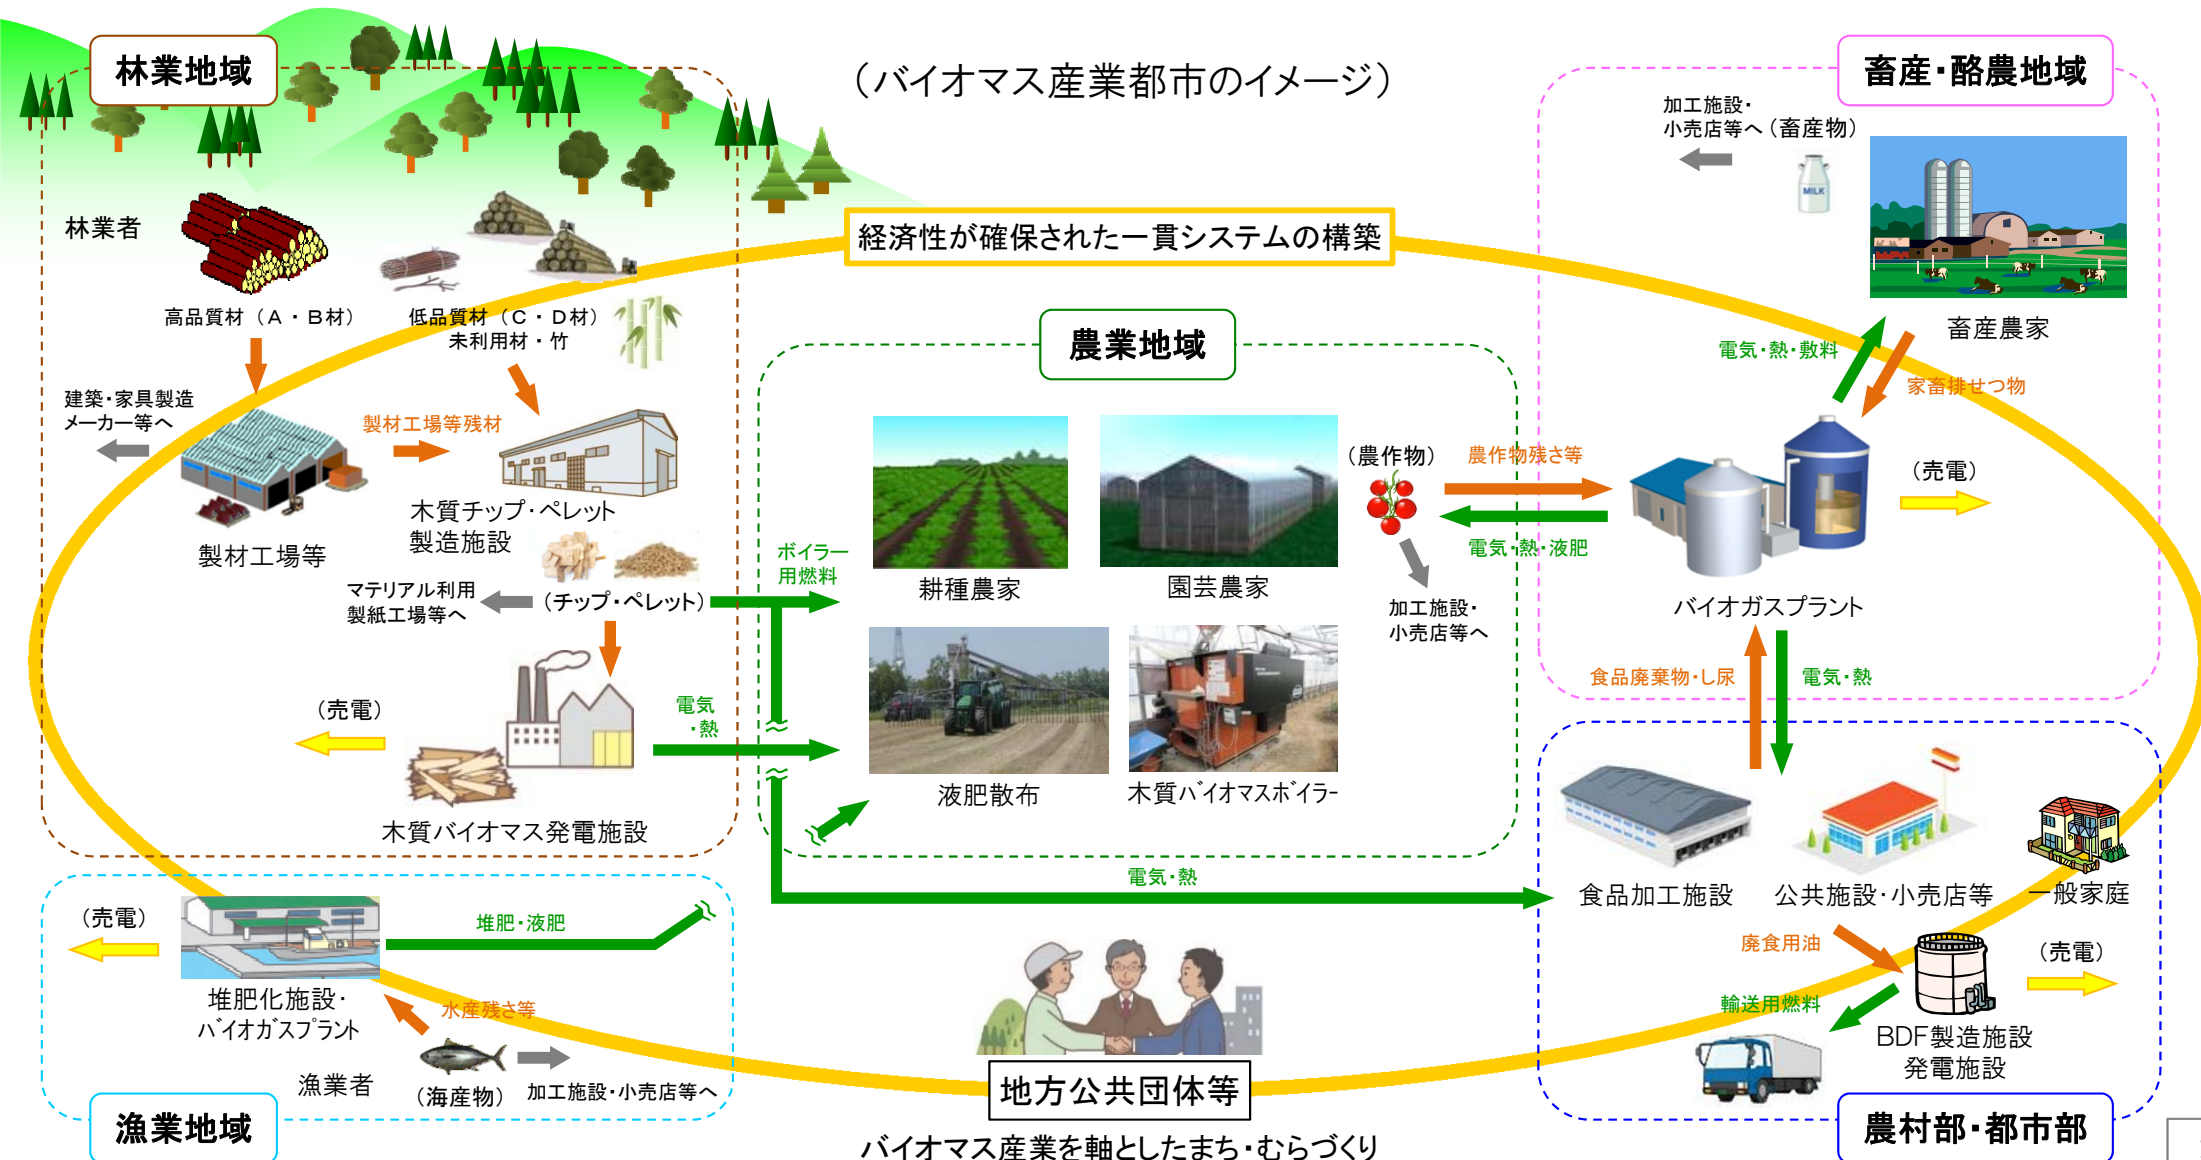 (バイオマス産業都市のイメージ)
林業地域
林業者
高品質材(A・B材)
低品質材(C・D材)
未利用材・竹
建築・家具製造
メーカー等へ
製材工場等残材
製材工場等
木質チップ・ペレット
製造施設
マテリアル利用
製紙工場等へ
(チップ・ペレット)
ボイラー
用燃料
(売電)
電気
・熱
木質バイオマス発電施設
経済性が確保された一貫システムの構築
農業地域
耕種農家
園芸農家
液肥散布
木質バイオマスボイラー
(農作物)
農作物残さ等
電気・熱・液肥
加工施設・
小売店等へ
畜産・酪農地域
加工施設・
小売店等へ(畜産物)
MILK
畜産農家
電気・熱・敷料
家畜排せつ物
(売電)
バイオガスプラント
食品廃棄物・し尿
電気・熱
電気・熱
食品加工施設
公共施設・小売店等
一般家庭
廃食用油
(売電)
輸送用燃料
BDF製造施設
発電施設
農村部・都市部
(売電)
堆肥・液肥
堆肥化施設・
バイオガスプラント
水産残さ等
漁業者
(海産物)
加工施設・小売店等へ
漁業地域
地方公共団体等
バイオマス産業を軸としたまち・むらづくり